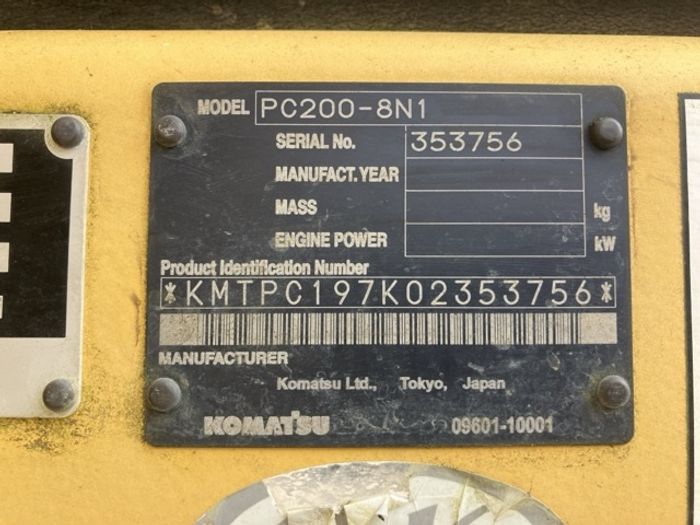 MODEL PC200-8N1
SERIAL No. 353756
MANUFACT.YEAR
MASS kg
ENGINE POWER kW
Product Identification Number
*KMTPC197K02353756*
MANUFACTURER
Komatsu Ltd., Tokyo, Japan
KOMATSU 09601-10001